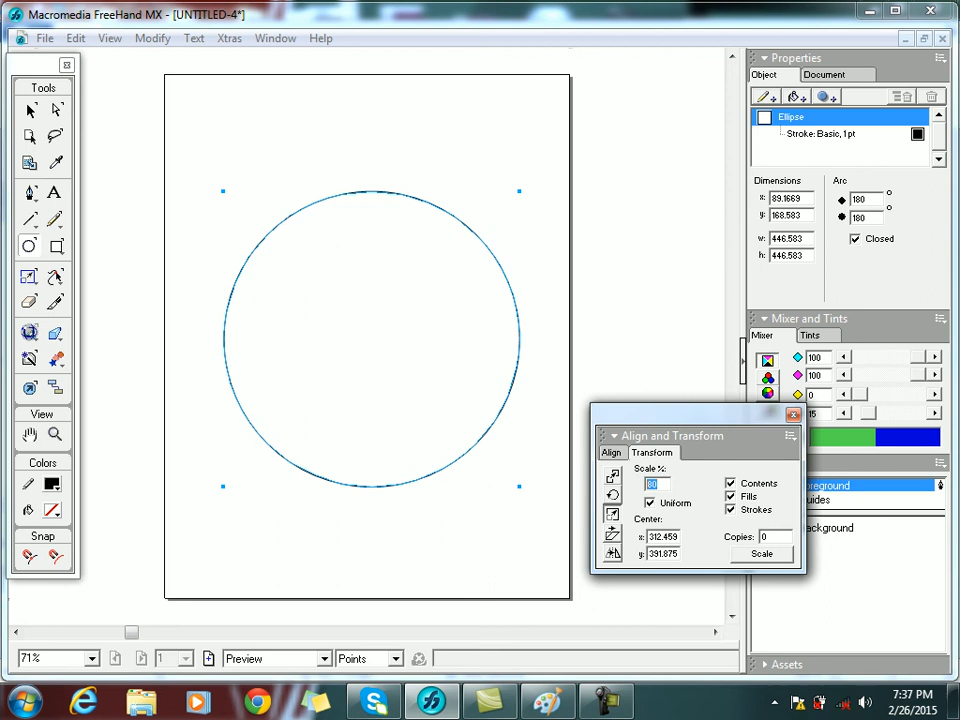 Macromedia FreeHand MX - [UNTITLED-4*]
File Edit View Modify Text Xtras Window Help
Tools
View
Colors
Snap
Properties
Object Document
Ellipse
Stroke: Basic, 1pt
Dimensions Arc
x: 89.1669 180
y: 168.583 180
w: 446.583 Closed
h: 446.583
Mixer and Tints
Mixer Tints
100
100
0
15
Align and Transform
Align Transform
Scale %:
80
Uniform
Contents
Fills
Strokes
Center:
x: 312.459 Copies: 0
y: 391.875 Scale
oreground
uides
ackground
Assets
71% 1 Preview Points
7:37 PM
2/26/2015